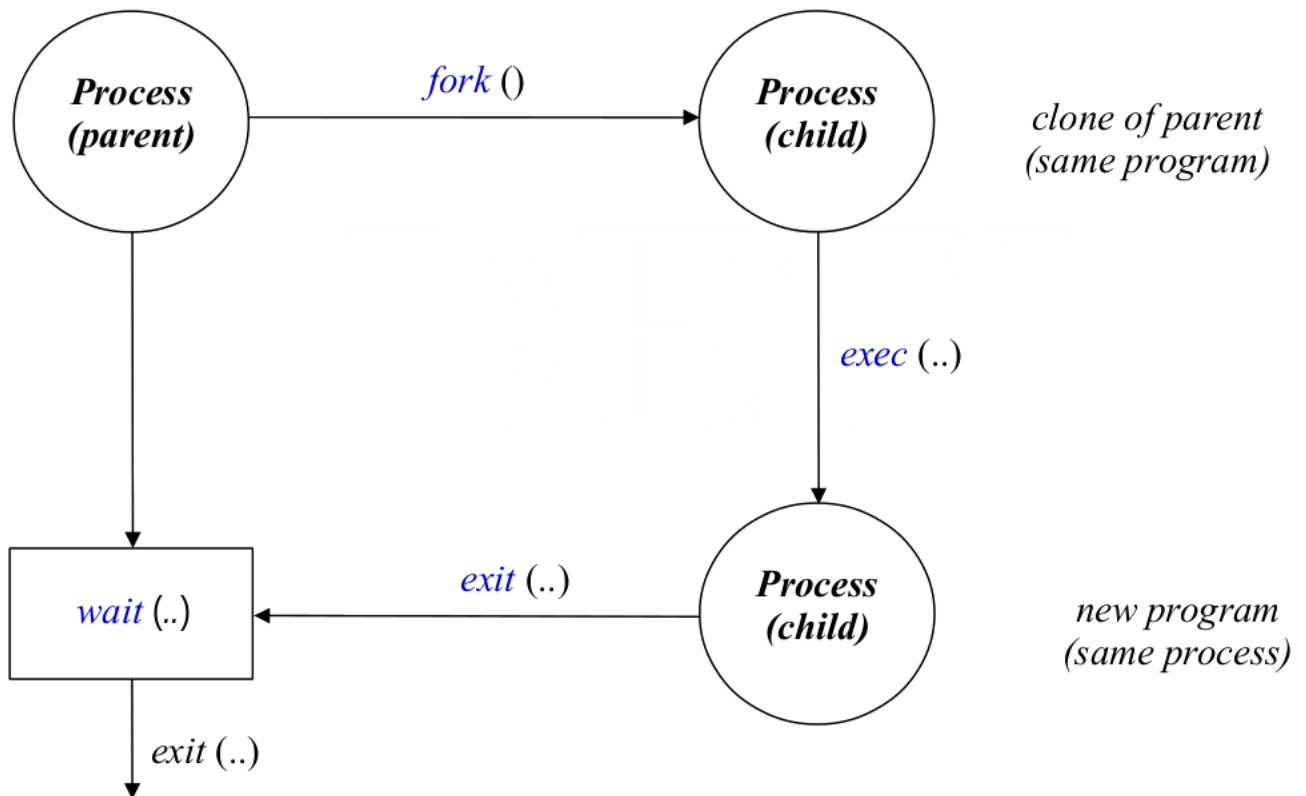 Process
(parent)
fork ()
Process
(child)
clone of parent
(same program)
exec (..)
wait (..)
exit (..)
Process
(child)
new program
(same process)
exit (..)